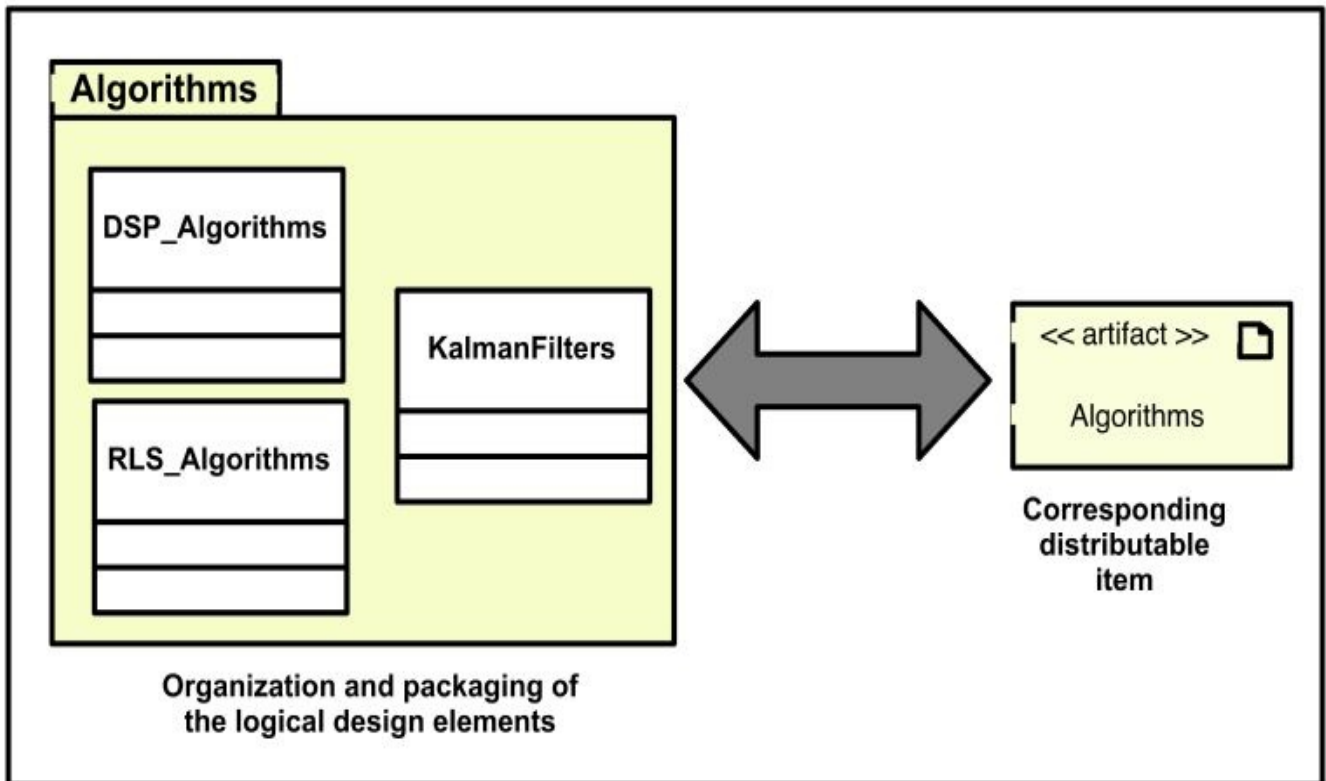 Algorithms
DSP_Algorithms
KalmanFilters
RLS_Algorithms
<< artifact >>
Algorithms
Corresponding
distributable
item
Organization and packaging of
the logical design elements